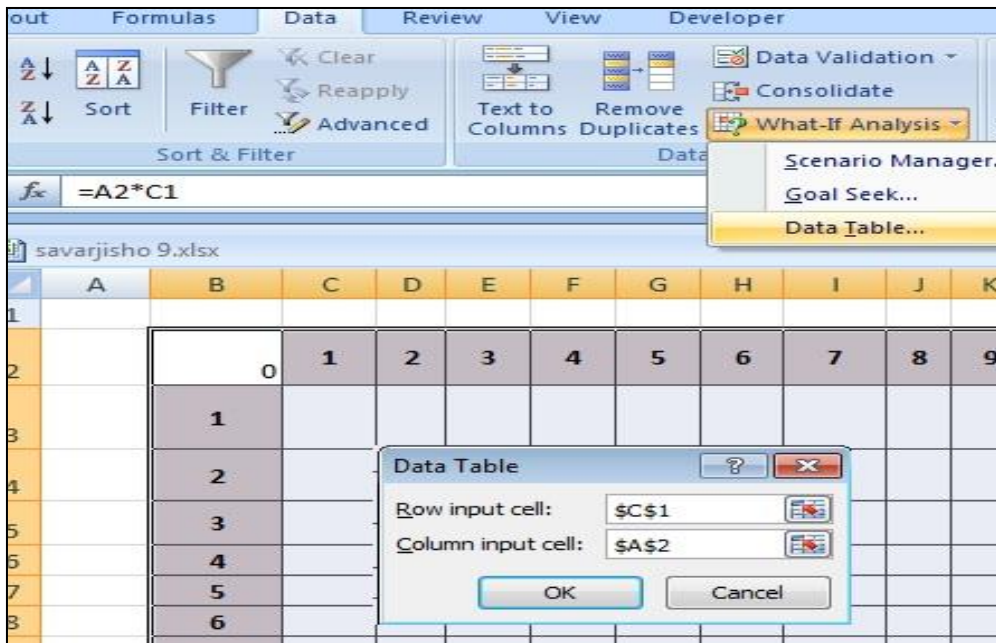 out Formulas Data Review View Developer
A Z Sort Filter Clear Text to Columns Remove Duplicates Data Validation
Reapply Consolidate
Z A Advanced What-If Analysis
Sort & Filter Data Scenario Manager.
fx =A2*C1 Goal Seek...
Data Table...
savarjisho 9.xlsx
A B C D E F G H I J K
1
2 0 1 2 3 4 5 6 7 8 9
3 1
4 2
5 3
6 4
7 5
8 6
Data Table
Row input cell: $C$1
Column input cell: $A$2
OK Cancel